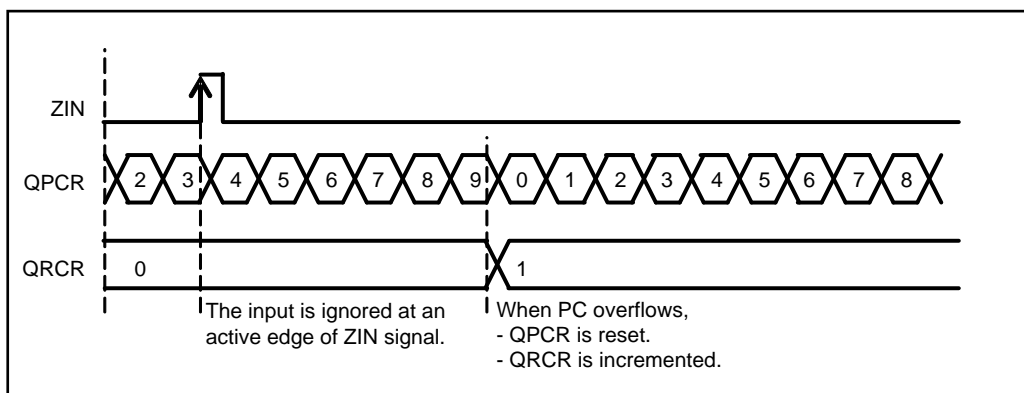 ZIN
QPCR 2 3 4 5 6 7 8 9 0 1 2 3 4 5 6 7 8
QRCR 0 1
The input is ignored at an
active edge of ZIN signal.
When PC overflows,
- QPCR is reset.
- QRCR is incremented.